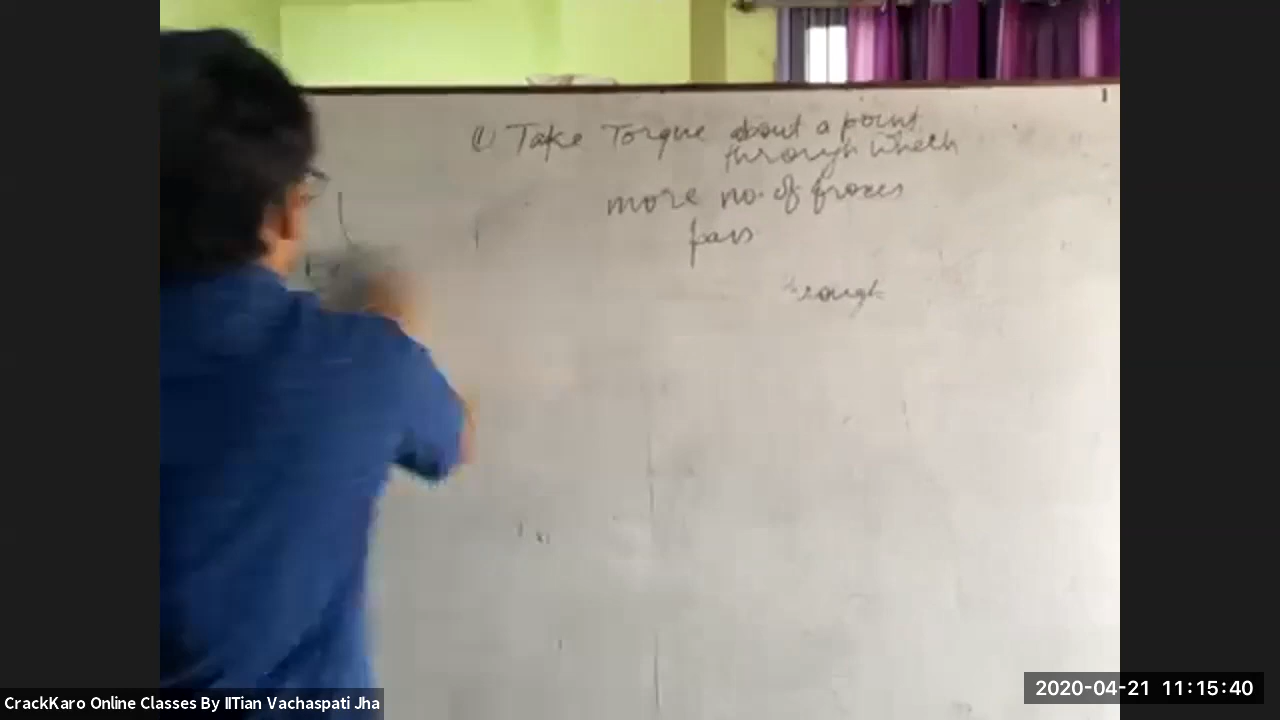 (1) Take Torque about a point
through which
more no. of froces
pass
rough
CrackKaro Online Classes By IITian Vachaspati Jha
2020-04-21 11:15:40